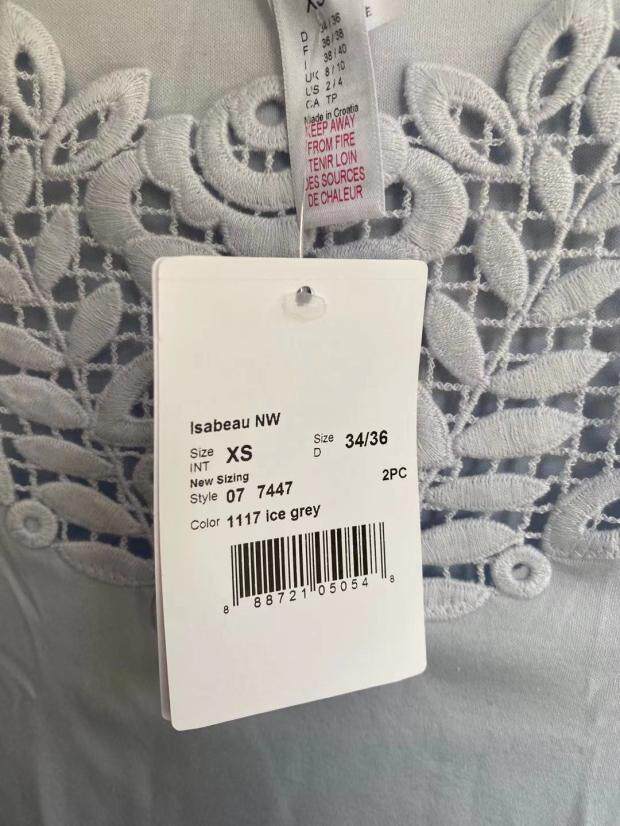 XS
E
D 34/36
F 36/38
I 38/40
UK 8/10
US 2/4
CA TP
Made in Croatia
KEEP AWAY
FROM FIRE
TENIR LOIN
DES SOURCES
DE CHALEUR
Isabeau NW
Size INT XS Size D 34/36
New Sizing 2PC
Style 07 7447
Color 1117 ice grey
8 88721 05054 8